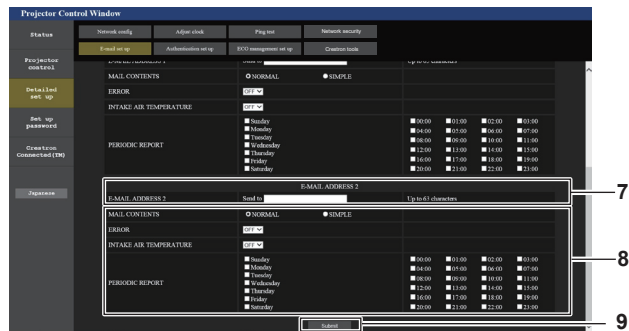 Projector Control Window
Status
Projector control
Detailed set up
Set up password
Crestron Connected(TM)
Japanese
Network config Adjust clock Ping test Network security
E-mail set up Authentication set up ECO management set up Crestron tools
E-MAIL ADDRESS 1 Send to Up to 63 characters
MAIL CONTENTS NORMAL SIMPLE
ERROR OFF
INTAKE AIR TEMPERATURE OFF
PERIODIC REPORT
Sunday
Monday
Tuesday
Wednesday
Thursday
Friday
Saturday
00:00 01:00 02:00 03:00
04:00 05:00 06:00 07:00
08:00 09:00 10:00 11:00
12:00 13:00 14:00 15:00
16:00 17:00 18:00 19:00
20:00 21:00 22:00 23:00
E-MAIL ADDRESS 2
E-MAIL ADDRESS 2 Send to Up to 63 characters
7
MAIL CONTENTS NORMAL SIMPLE
ERROR OFF
INTAKE AIR TEMPERATURE OFF
8
PERIODIC REPORT
Sunday
Monday
Tuesday
Wednesday
Thursday
Friday
Saturday
00:00 01:00 02:00 03:00
04:00 05:00 06:00 07:00
08:00 09:00 10:00 11:00
12:00 13:00 14:00 15:00
16:00 17:00 18:00 19:00
20:00 21:00 22:00 23:00
Submit
9